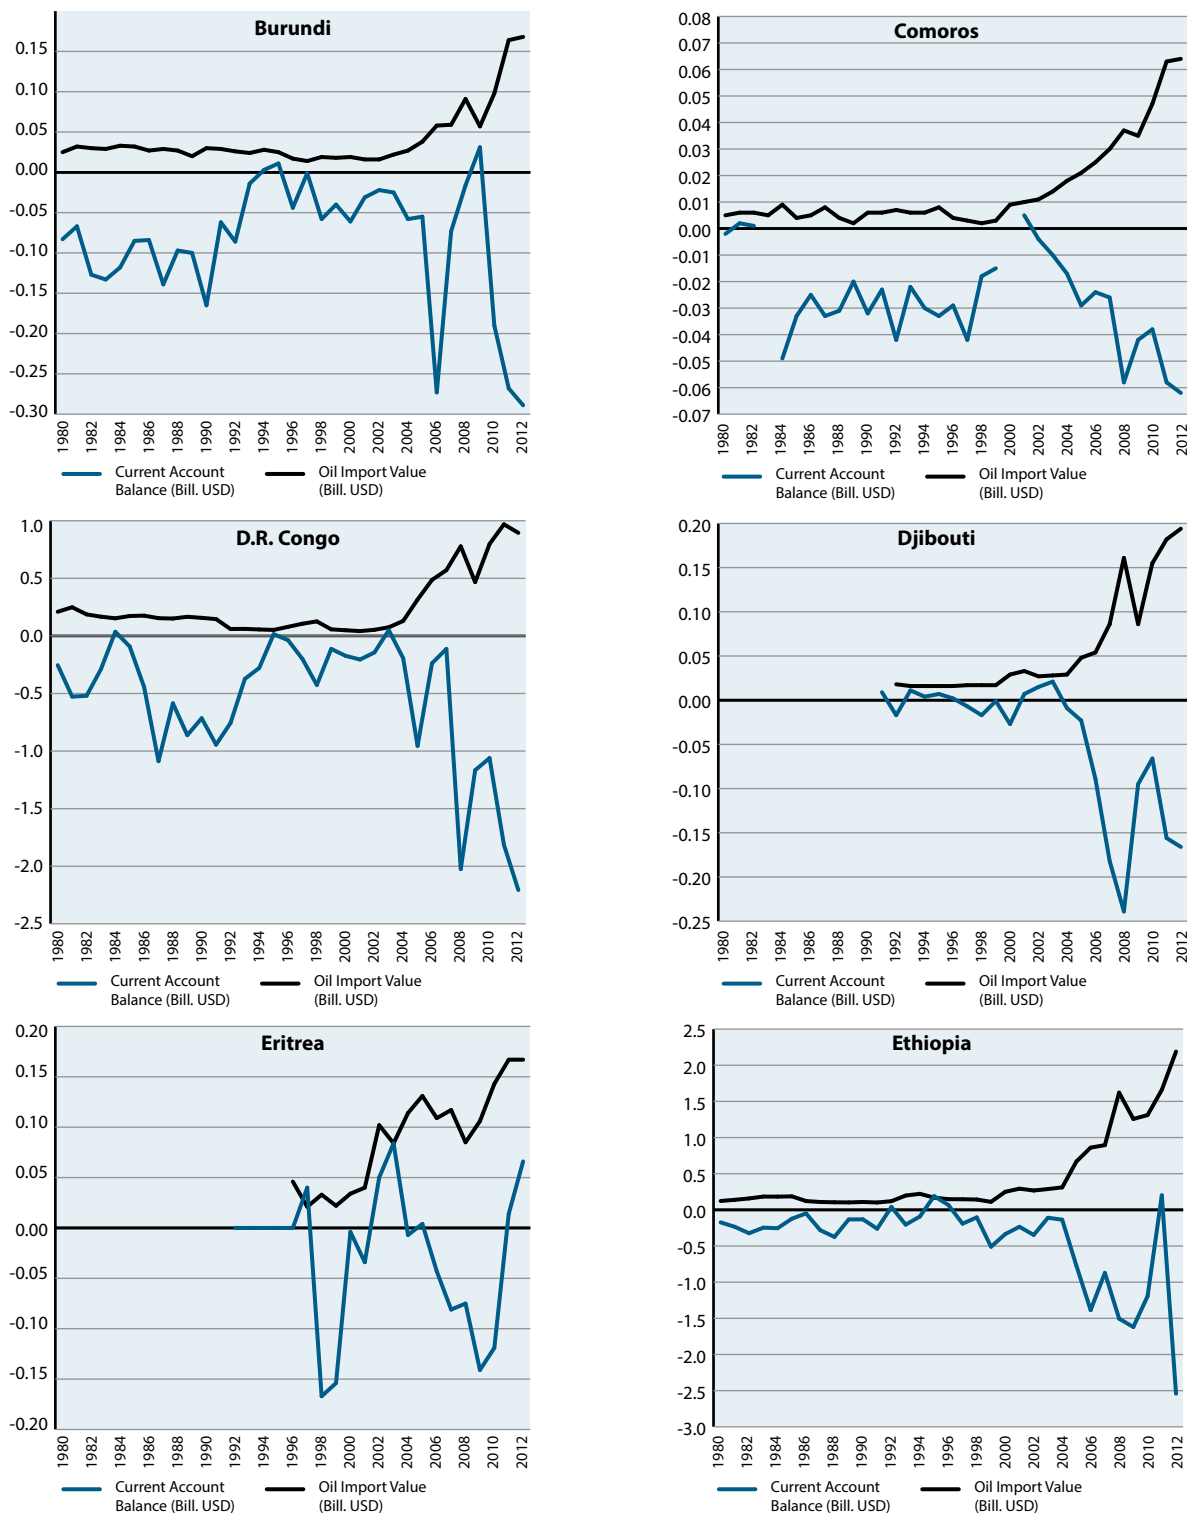 Burundi
0.15
0.10
0.05
0.00
-0.05
-0.10
-0.15
-0.20
-0.25
-0.30
1980 1982 1984 1986 1988 1990 1992 1994 1996 1998 2000 2002 2004 2006 2008 2010 2012
Current Account
Balance (Bill. USD)
Oil Import Value
(Bill. USD)
Comoros
0.08
0.07
0.06
0.05
0.04
0.03
0.02
0.01
0.00
-0.01
-0.02
-0.03
-0.04
-0.05
-0.06
-0.07
1980 1982 1984 1986 1988 1990 1992 1994 1996 1998 2000 2002 2004 2006 2008 2010 2012
Current Account
Balance (Bill. USD)
Oil Import Value
(Bill. USD)
D.R. Congo
1.0
0.5
0.0
-0.5
-1.0
-1.5
-2.0
-2.5
1980 1982 1984 1986 1988 1990 1992 1994 1996 1998 2000 2002 2004 2006 2008 2010 2012
Current Account
Balance (Bill. USD)
Oil Import Value
(Bill. USD)
Djibouti
0.20
0.15
0.10
0.05
0.00
-0.05
-0.10
-0.15
-0.20
-0.25
1980 1982 1984 1986 1988 1990 1992 1994 1996 1998 2000 2002 2004 2006 2008 2010 2012
Current Account
Balance (Bill. USD)
Oil Import Value
(Bill. USD)
Eritrea
0.20
0.15
0.10
0.05
0.00
-0.05
-0.10
-0.15
-0.20
1980 1982 1984 1986 1988 1990 1992 1994 1996 1998 2000 2002 2004 2006 2008 2010 2012
Current Account
Balance (Bill. USD)
Oil Import Value
(Bill. USD)
Ethiopia
2.5
2.0
1.5
1.0
0.5
0.0
-0.5
-1.0
-1.5
-2.0
-2.5
-3.0
1980 1982 1984 1986 1988 1990 1992 1994 1996 1998 2000 2002 2004 2006 2008 2010 2012
Current Account
Balance (Bill. USD)
Oil Import Value
(Bill. USD)